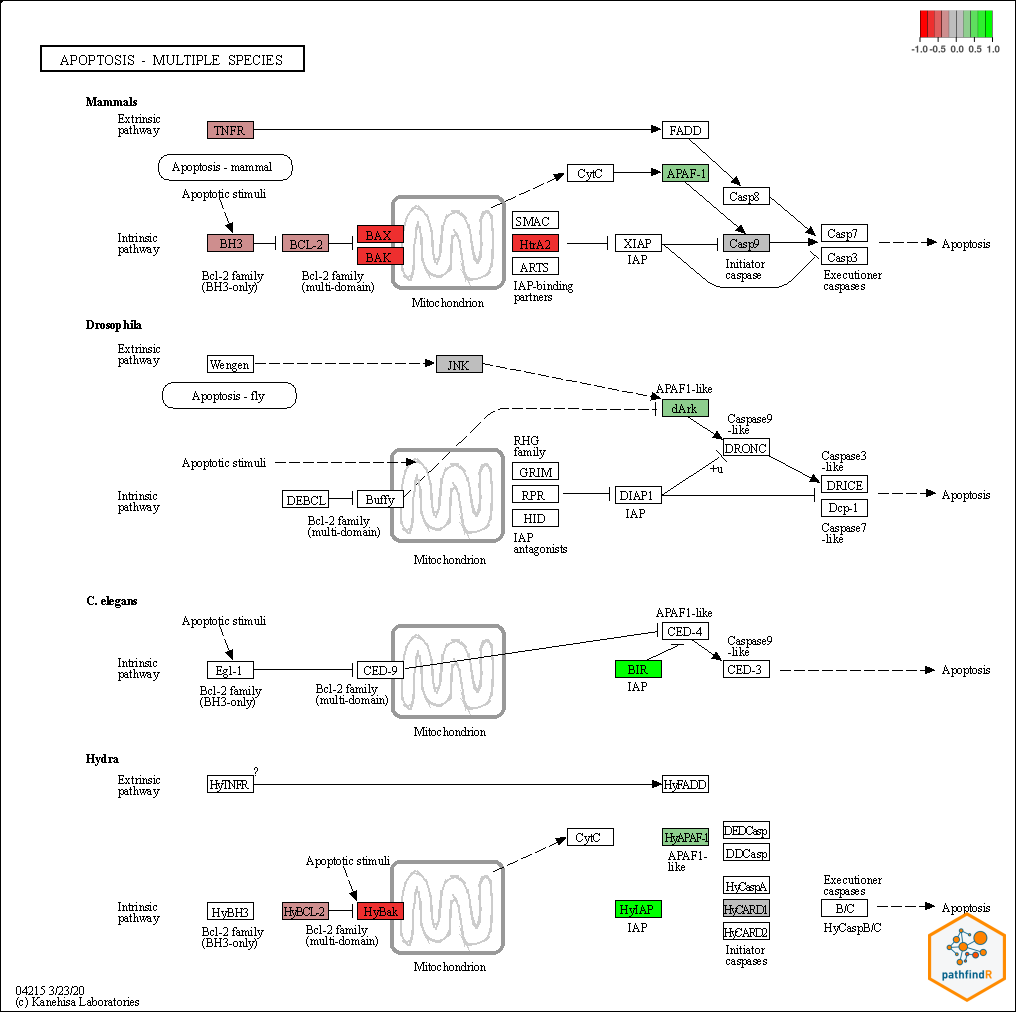 -1.0 -0.5 0.0 0.5 1.0
APOPTOSIS - MULTIPLE SPECIES
Mammals
Extrinsic
pathway
TNFR
FADD
Apoptosis - mammal
CytC
APAF-1
Apoptotic stimuli
Casp8
Intrinsic
pathway
BH3
BCL-2
BAX
BAK
SMAC
HtrA2
ARTS
XIAP
IAP
Casp9
Initiator
caspase
Casp7
Casp3
Executioner
caspases
Apoptosis
Bcl-2 family
(BH3-only)
Bcl-2 family
(multi-domain)
Mitochondrion
IAP-binding
partners
Drosophila
Extrinsic
pathway
Wengen
JNK
Apoptosis - fly
APAF1-like
dArk
Caspase9
-like
DRONC
+u
Apoptotic stimuli
RHG
family
GRIM
RPR
HID
IAP
antagonists
Intrinsic
pathway
DEBCL
Buffy
Bcl-2 family
(multi-domain)
Mitochondrion
DIAP1
IAP
Caspase3
-like
DRICE
Dcp-1
Caspase7
-like
Apoptosis
C. elegans
Apoptotic stimuli
APAF1-like
CED-4
Caspase9
-like
Intrinsic
pathway
Egl-1
CED-9
BIR
IAP
CED-3
Apoptosis
Bcl-2 family
(BH3-only)
Bcl-2 family
(multi-domain)
Mitochondrion
Hydra
Extrinsic
pathway
HyTNFR
?
HyFADD
CytC
HyAPAF-1
APAF1-
like
DEDCasp
DDCasp
Apoptotic stimuli
HyCaspA
Executioner
caspases
Intrinsic
pathway
HyBH3
HyBCL-2
HyBak
HyIAP
IAP
HyCARD1
HyCARD2
Initiator
caspases
B/C
HyCaspB/C
Apoptosis
Bcl-2 family
(BH3-only)
Bcl-2 family
(multi-domain)
Mitochondrion
pathfindR
04215 3/23/20
(c) Kanehisa Laboratories